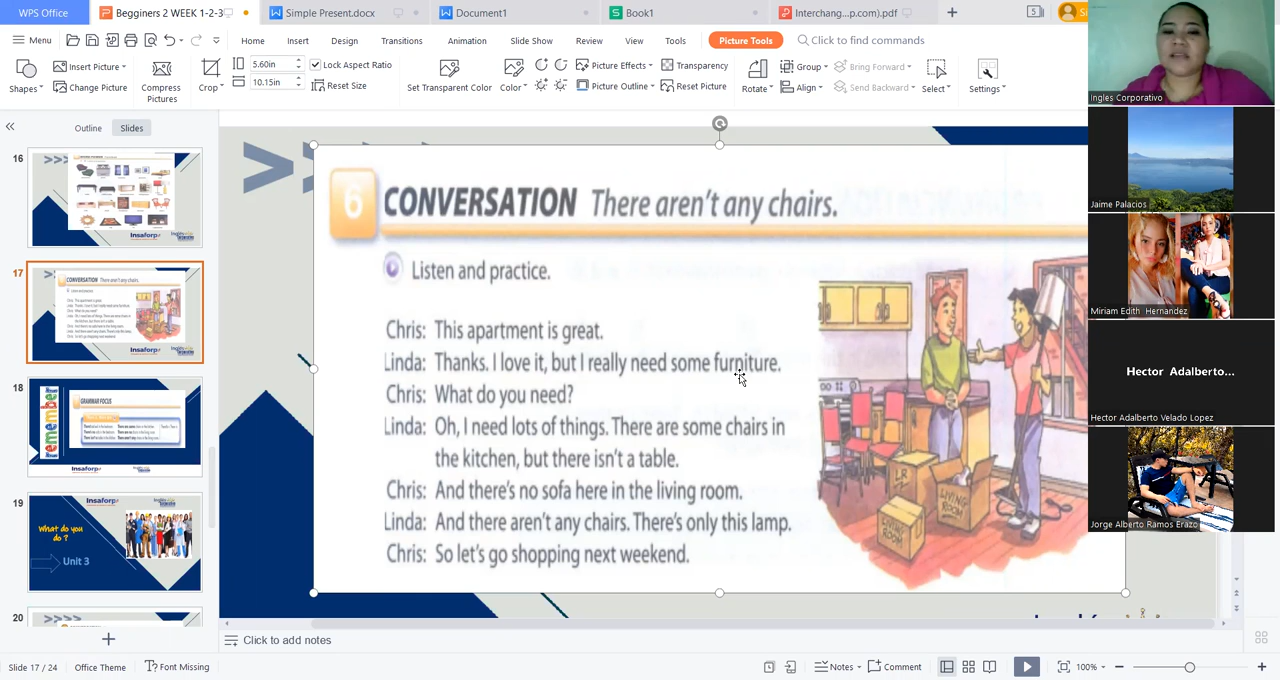 WPS Office
Begginers 2 WEEK 1-2-3
Simple Present.docx
Document1
Book1
Interchang...p.com).pdf
Menu
Home
Insert
Design
Transitions
Animation
Slide Show
Review
View
Tools
Picture Tools
Click to find commands
Shapes
Insert Picture
Change Picture
Compress Pictures
Crop
5.60in
10.15in
Lock Aspect Ratio
Reset Size
Set Transparent Color
Color
Picture Effects
Picture Outline
Transparency
Reset Picture
Rotate
Group
Align
Bring Forward
Send Backward
Select
Settings
Outline
Slides
16
17
CONVERSATION There aren't any chairs.
18
remember
GRAMMAR FOCUS
19
What do you do ?
Unit 3
20
6 CONVERSATION There aren't any chairs.
Listen and practice.
Chris: This apartment is great.
Linda: Thanks. I love it, but I really need some furniture.
Chris: What do you need?
Linda: Oh, I need lots of things. There are some chairs in
the kitchen, but there isn't a table.
Chris: And there's no sofa here in the living room.
Linda: And there aren't any chairs. There's only this lamp.
Chris: So let's go shopping next weekend.
LR
LIVING ROOM
Ingles Corporativo
Jaime Palacios
Miriam Edith Hernandez
Hector Adalberto...
Hector Adalberto Velado Lopez
Jorge Alberto Ramos Erazo
Click to add notes
Slide 17 / 24
Office Theme
Font Missing
Notes
Comment
100%